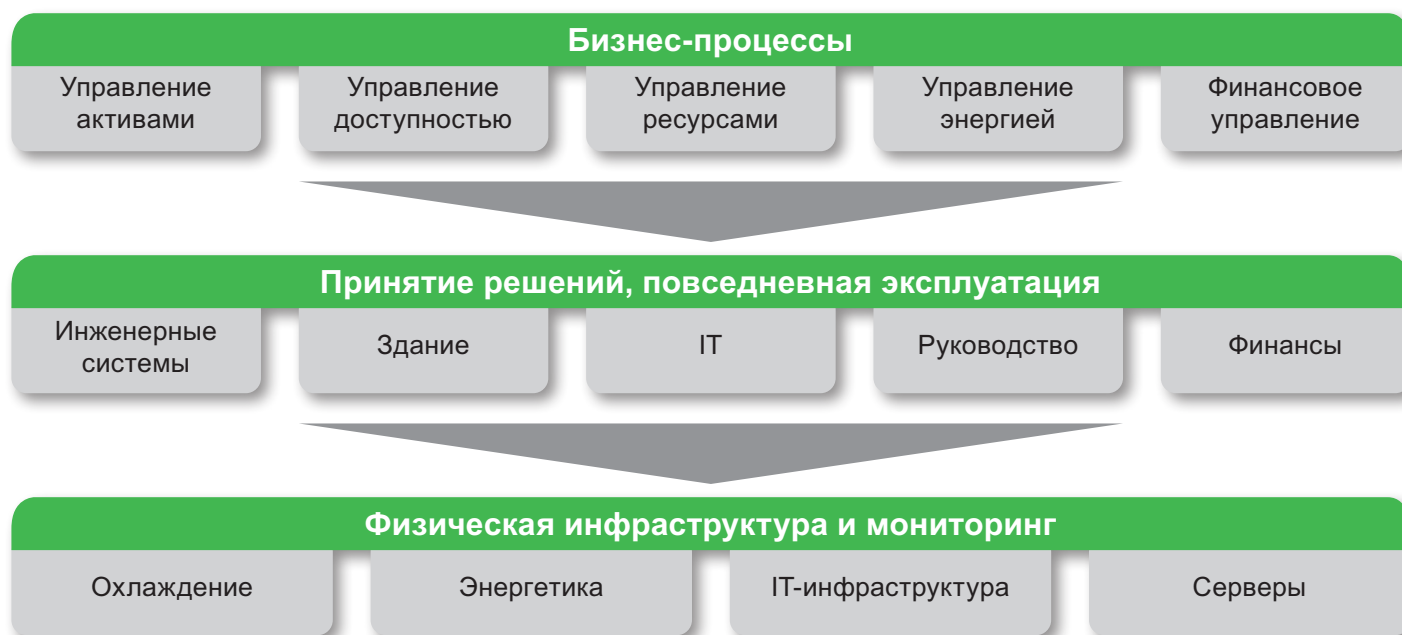 Бизнес-процессы
Управление
активами
Управление
доступностью
Управление
ресурсами
Управление
энергией
Финансовое
управление
Принятие решений, повседневная эксплуатация
Инженерные
системы
Здание
IT
Руководство
Финансы
Физическая инфраструктура и мониторинг
Охлаждение
Энергетика
IT-инфраструктура
Серверы